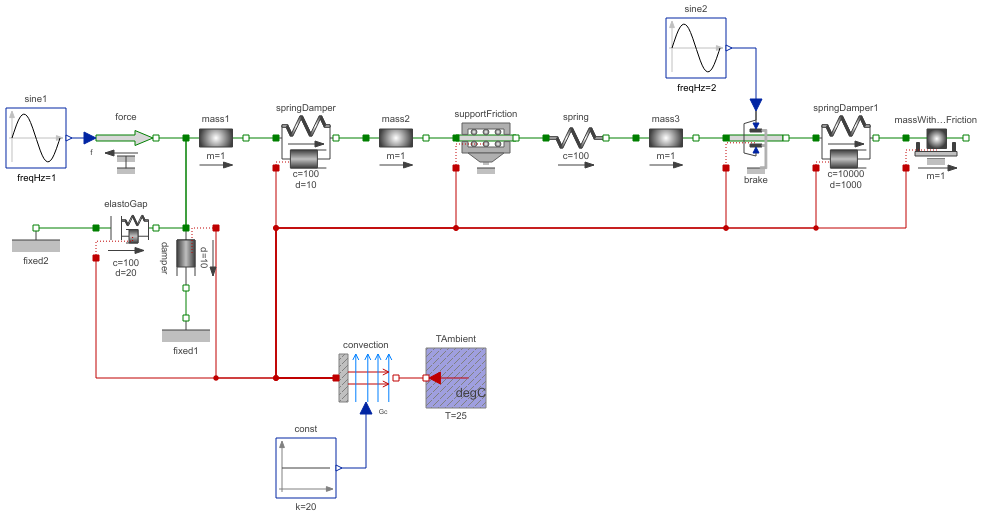 sine2
freqHz=2
sine1
freqHz=1
force
f
mass1
m=1
springDamper
c=100
d=10
mass2
m=1
supportFriction
spring
c=100
mass3
m=1
brake
springDamper1
c=10000
d=1000
massWith...Friction
m=1
elastoGap
c=100
d=20
fixed2
damper
d=10
fixed1
convection
Gc
TAmbient
degC
T=25
const
k=20